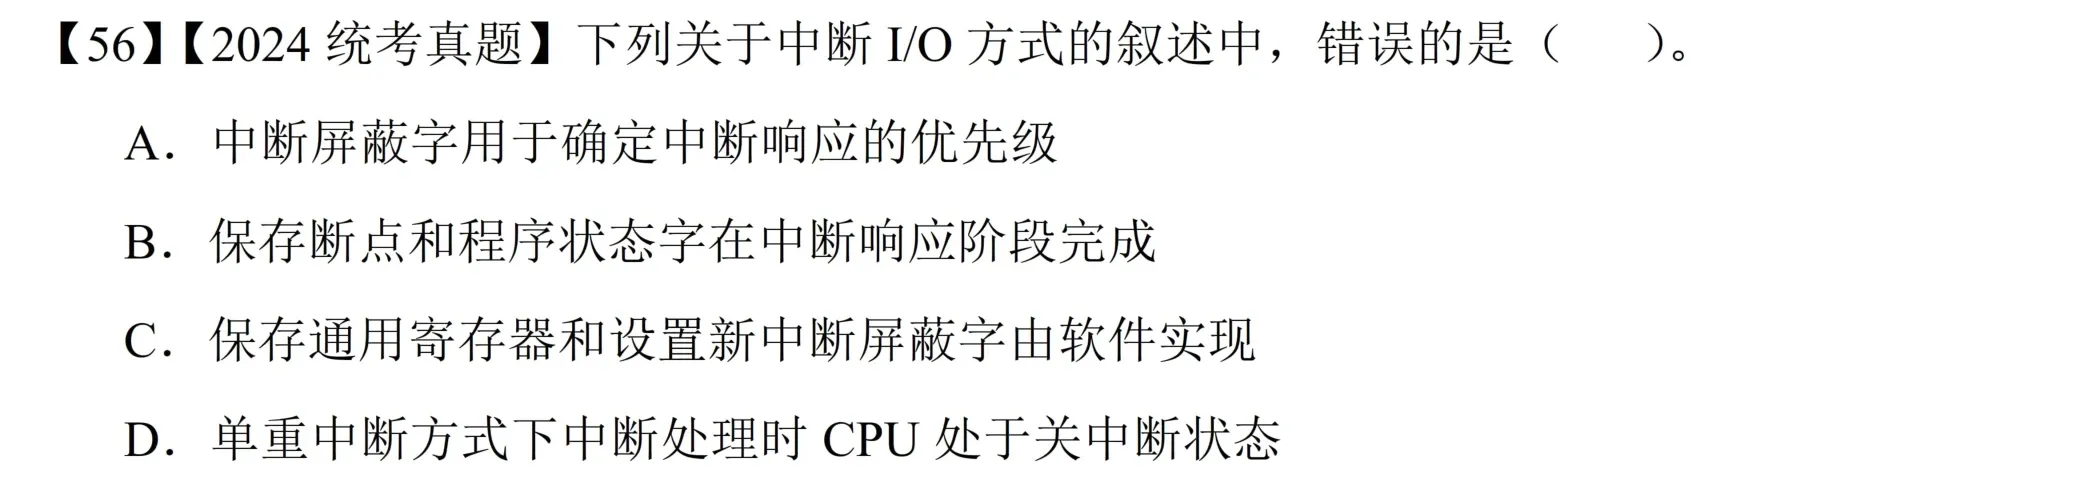 【56】【2024 统考真题】下列关于中断 I/O 方式的叙述中，错误的是（　　）。
A．中断屏蔽字用于确定中断响应的优先级
B．保存断点和程序状态字在中断响应阶段完成
C．保存通用寄存器和设置新中断屏蔽字由软件实现
D．单重中断方式下中断处理时 CPU 处于关中断状态